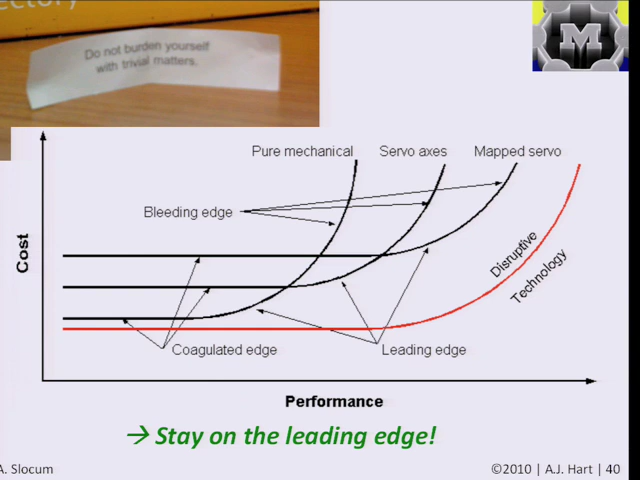 ectory
Do not burden yourself
with trivial matters.
M
Pure mechanical
Servo axes
Mapped servo
Bleeding edge
Cost
Disruptive
Technology
Coagulated edge
Leading edge
Performance
→ Stay on the leading edge!
A. Slocum
©2010 | A.J. Hart | 40